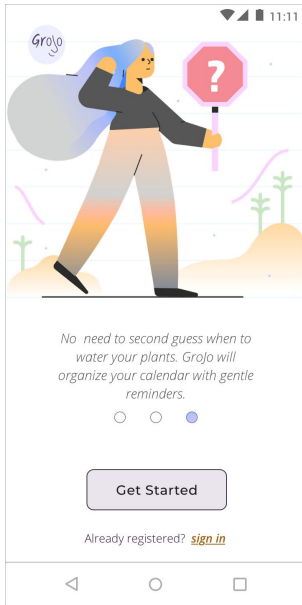 11:11
GroJo
?
No need to second guess when to
water your plants. GroJo will
organize your calendar with gentle
reminders.
Get Started
Already registered? sign in